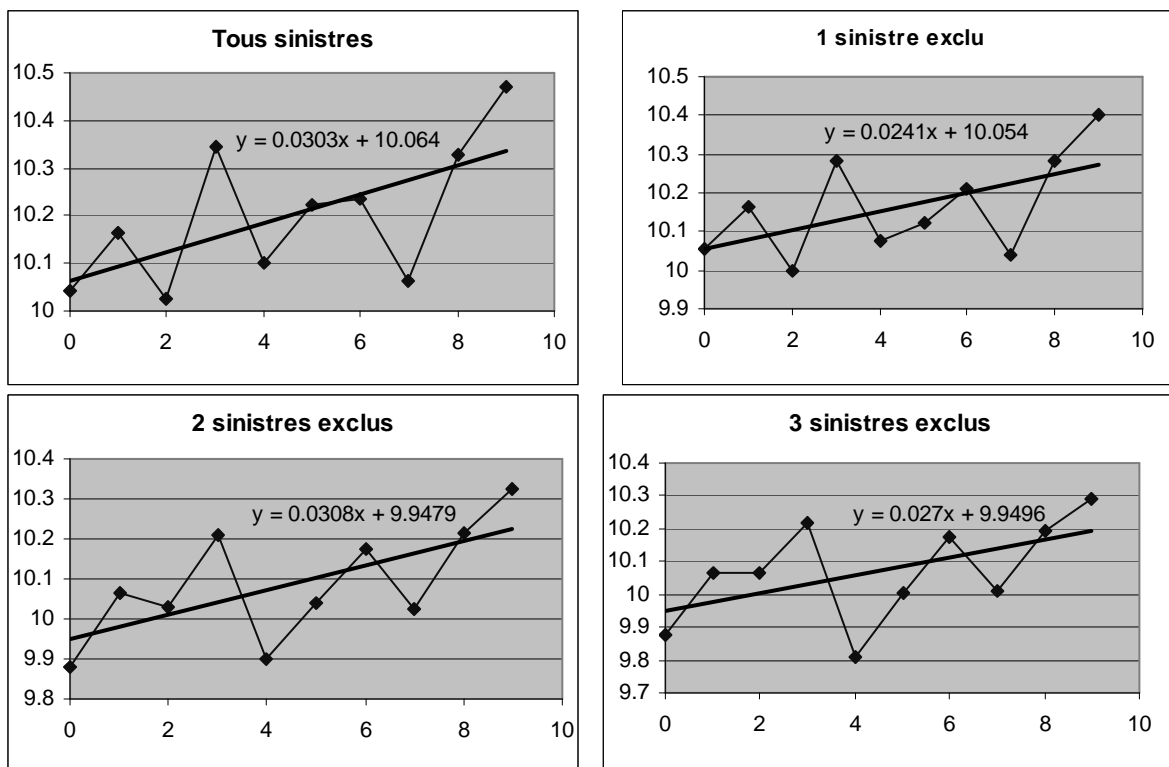 Tous sinistres
10.5
10.4
10.3
10.2
10.1
10
y = 0.0303x + 10.064
0 2 4 6 8 10
1 sinistre exclu
10.5
10.4
10.3
10.2
10.1
10
9.9
y = 0.0241x + 10.054
0 2 4 6 8 10
2 sinistres exclus
10.4
10.3
10.2
10.1
10
9.9
9.8
y = 0.0308x + 9.9479
0 2 4 6 8 10
3 sinistres exclus
10.4
10.3
10.2
10.1
10
9.9
9.8
9.7
y = 0.027x + 9.9496
0 2 4 6 8 10